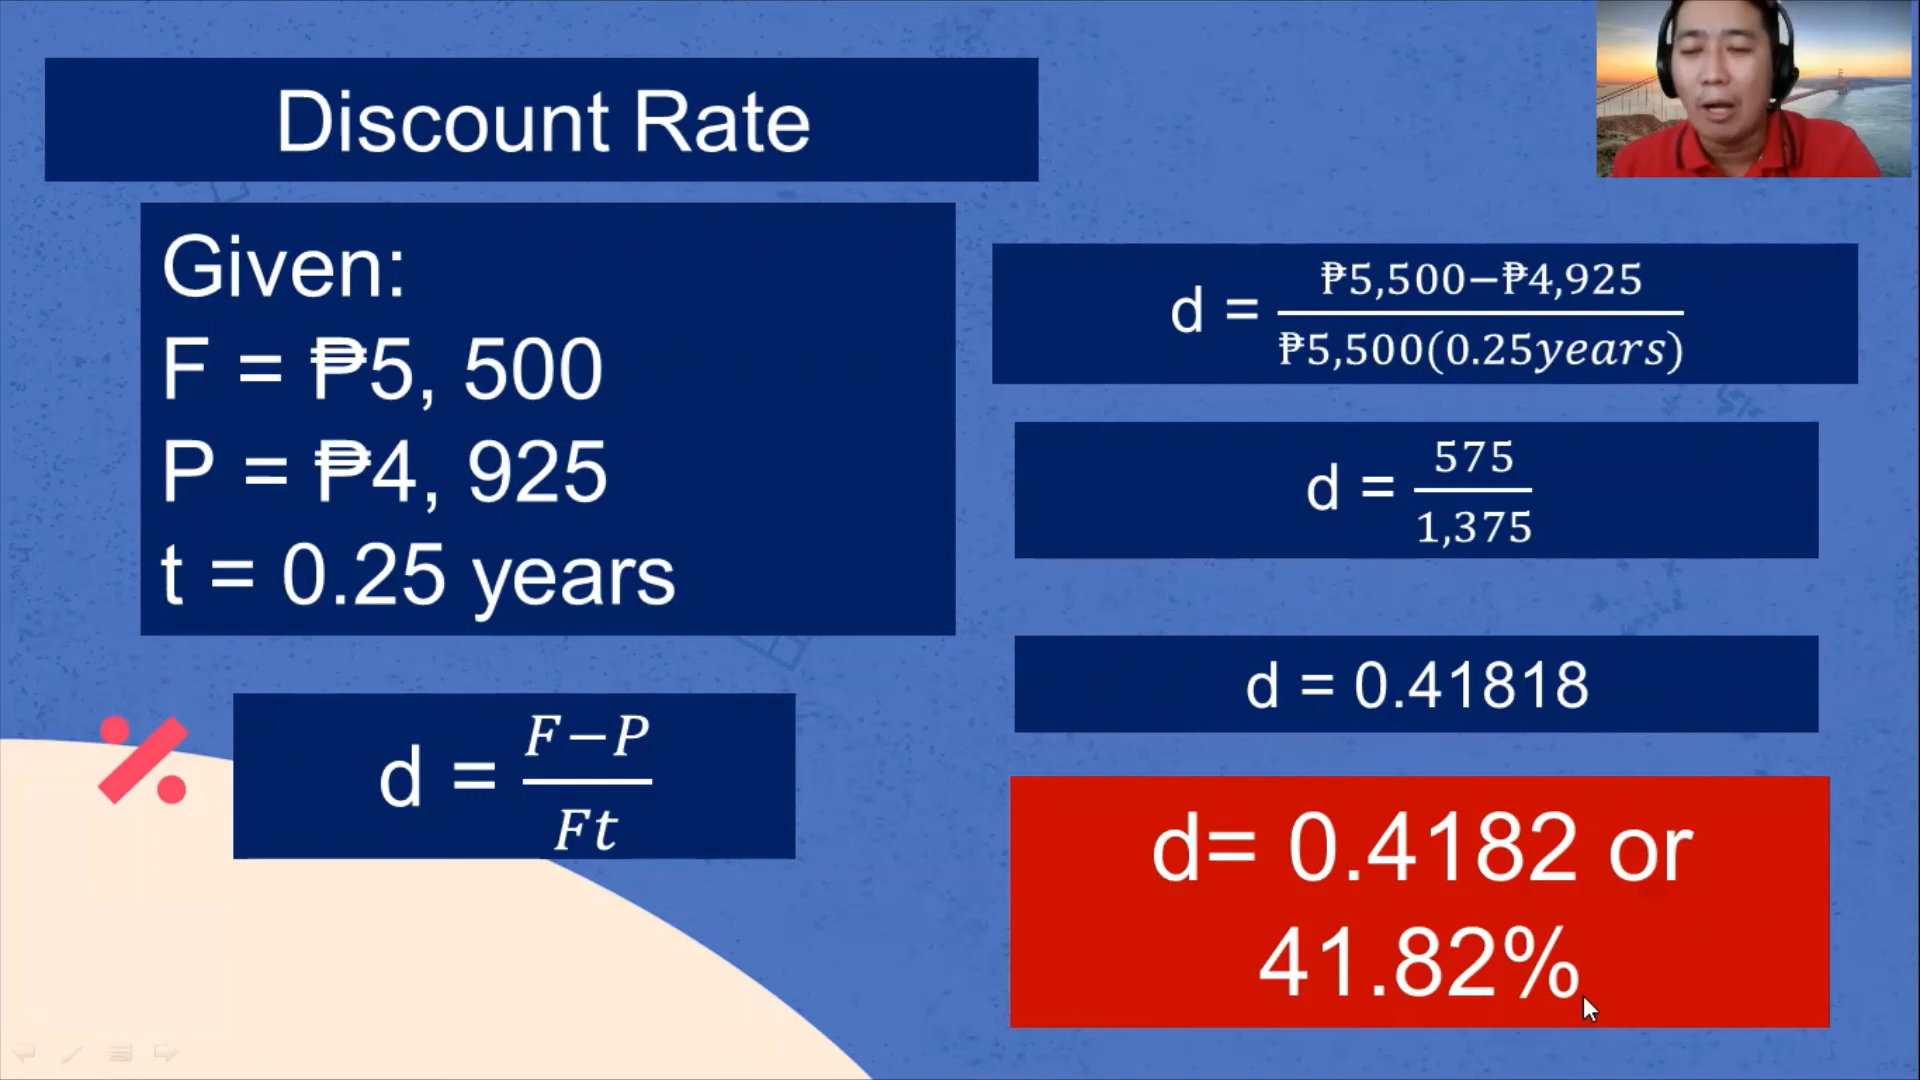 Discount Rate
Given:
F = ₱5, 500
P = ₱4, 925
t = 0.25 years
d = F−P / Ft
d = ₱5,500−₱4,925 / ₱5,500(0.25years)
d = 575 / 1,375
d = 0.41818
d= 0.4182 or
41.82%